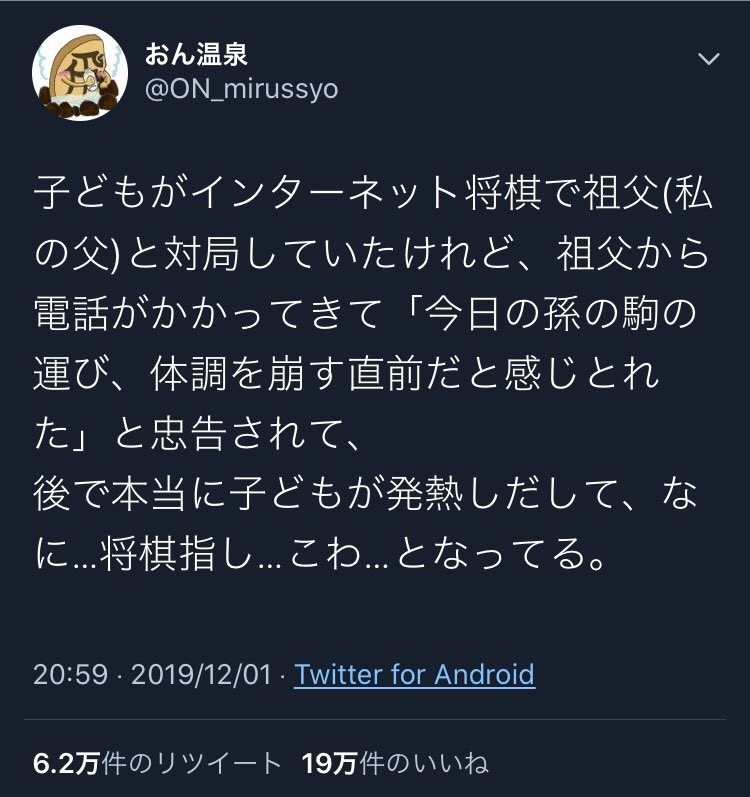 おん温泉
@ON_mirussyo
子どもがインターネット将棋で祖父(私
の父)と対局していたけれど、祖父から
電話がかかってきて「今日の孫の駒の
運び、体調を崩す直前だと感じとれ
た」と忠告されて、
後で本当に子どもが発熱しだして、な
に...将棋指し...こわ...となってる。
20:59 · 2019/12/01 · Twitter for Android
6.2万件のリツイート 19万件のいいね